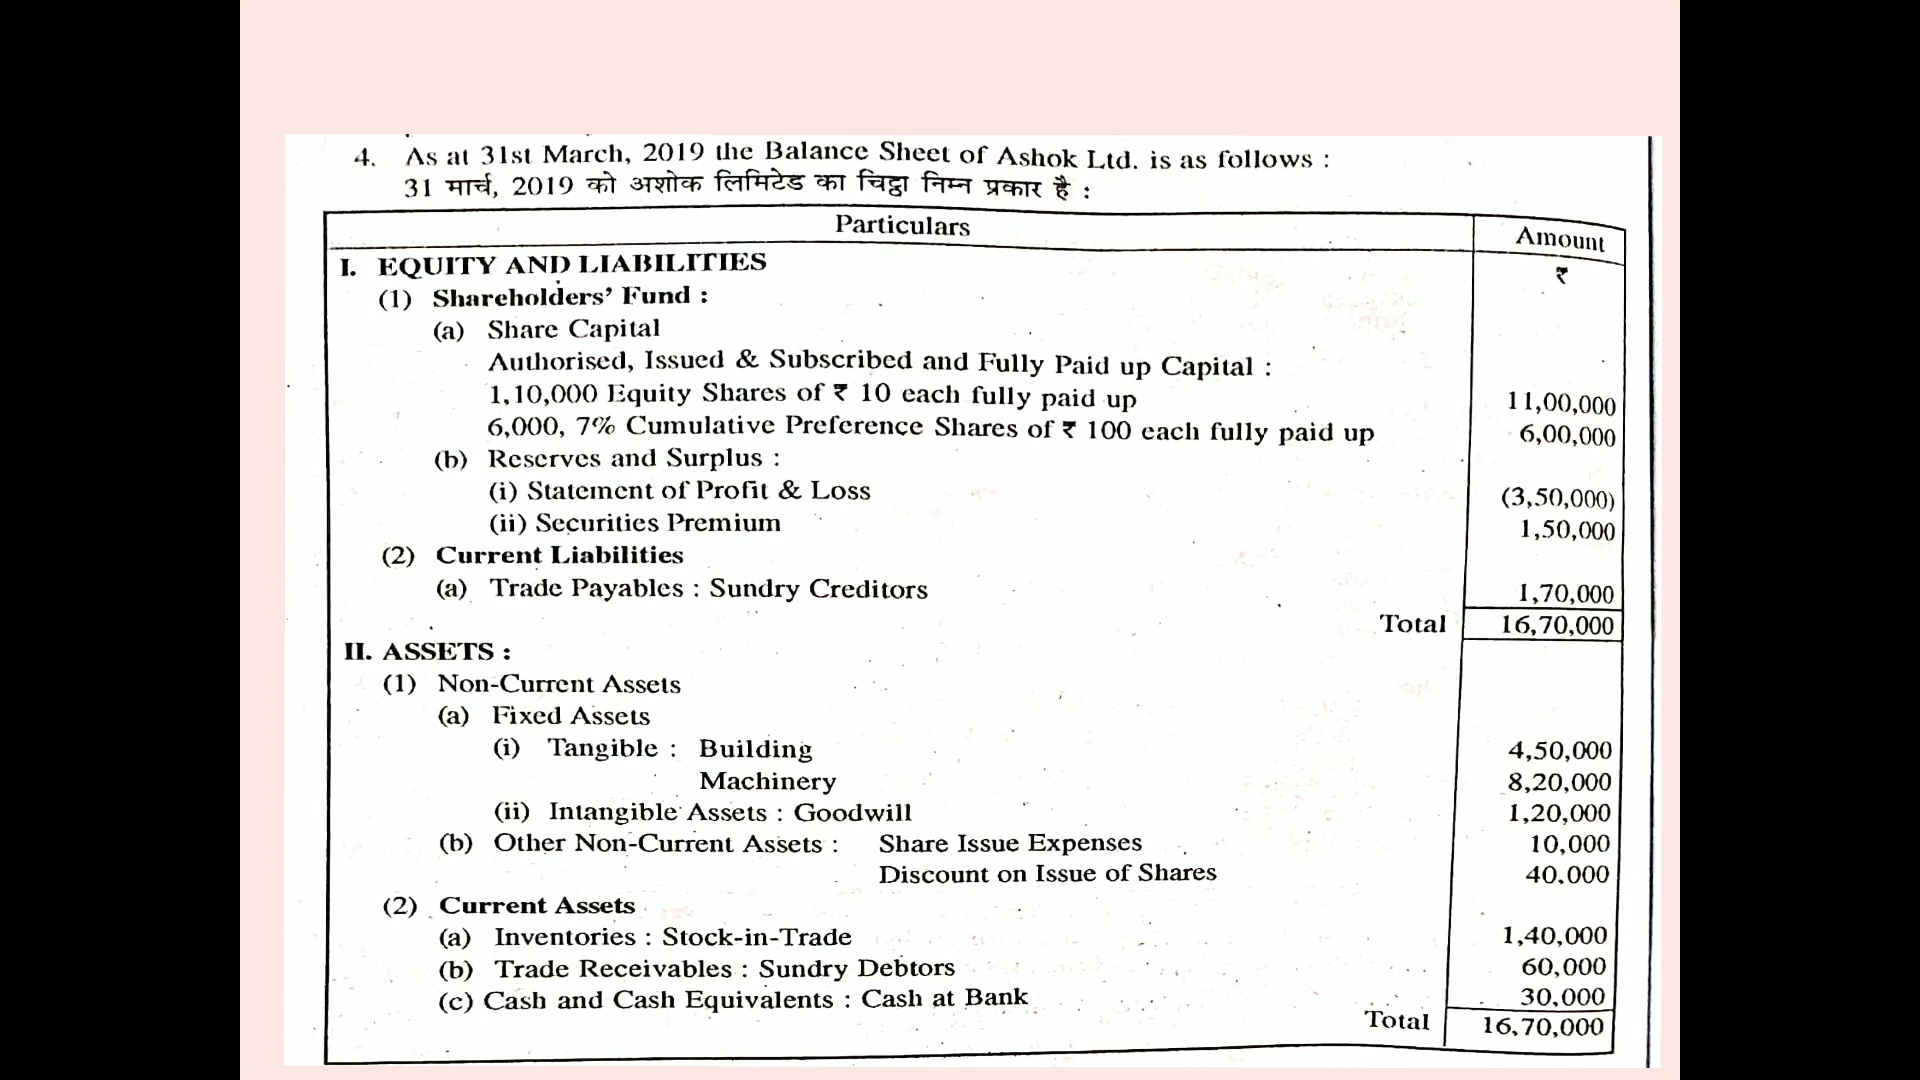 4. As at 31st March, 2019 the Balance Sheet of Ashok Ltd. is as follows :
31 मार्च, 2019 को अशोक लिमिटेड का चिट्ठा निम्न प्रकार है :
Particulars Amount
I. EQUITY AND LIABILITIES ₹
(1) Shareholders' Fund :
(a) Share Capital
Authorised, Issued & Subscribed and Fully Paid up Capital :
1,10,000 Equity Shares of ₹ 10 each fully paid up 11,00,000
6,000, 7% Cumulative Preference Shares of ₹ 100 each fully paid up 6,00,000
(b) Reserves and Surplus :
(i) Statement of Profit & Loss (3,50,000)
(ii) Securities Premium 1,50,000
(2) Current Liabilities
(a) Trade Payables : Sundry Creditors 1,70,000
Total 16,70,000
II. ASSETS :
(1) Non-Current Assets
(a) Fixed Assets
(i) Tangible : Building 4,50,000
Machinery 8,20,000
(ii) Intangible Assets : Goodwill 1,20,000
(b) Other Non-Current Assets : Share Issue Expenses 10,000
Discount on Issue of Shares 40.000
(2) Current Assets
(a) Inventories : Stock-in-Trade 1,40,000
(b) Trade Receivables : Sundry Debtors 60,000
(c) Cash and Cash Equivalents : Cash at Bank 30,000
Total 16,70,000